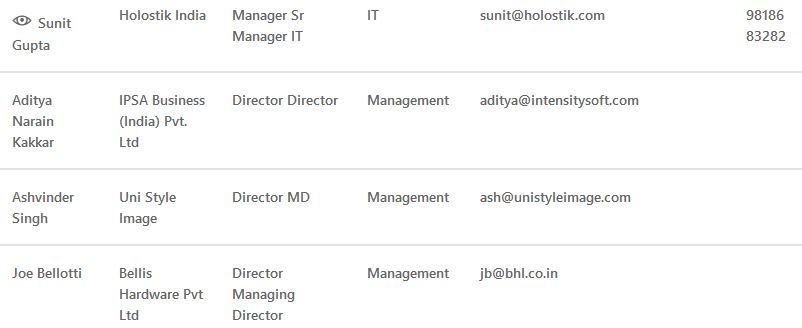 Sunit Gupta Holostik India Manager Sr Manager IT IT sunit@holostik.com 98186 83282
Aditya Narain Kakkar IPSA Business (India) Pvt. Ltd Director Director Management aditya@intensitysoft.com
Ashvinder Singh Uni Style Image Director MD Management ash@unistyleimage.com
Joe Bellotti Bellis Hardware Pvt Ltd Director Managing Director Management jb@bhl.co.in